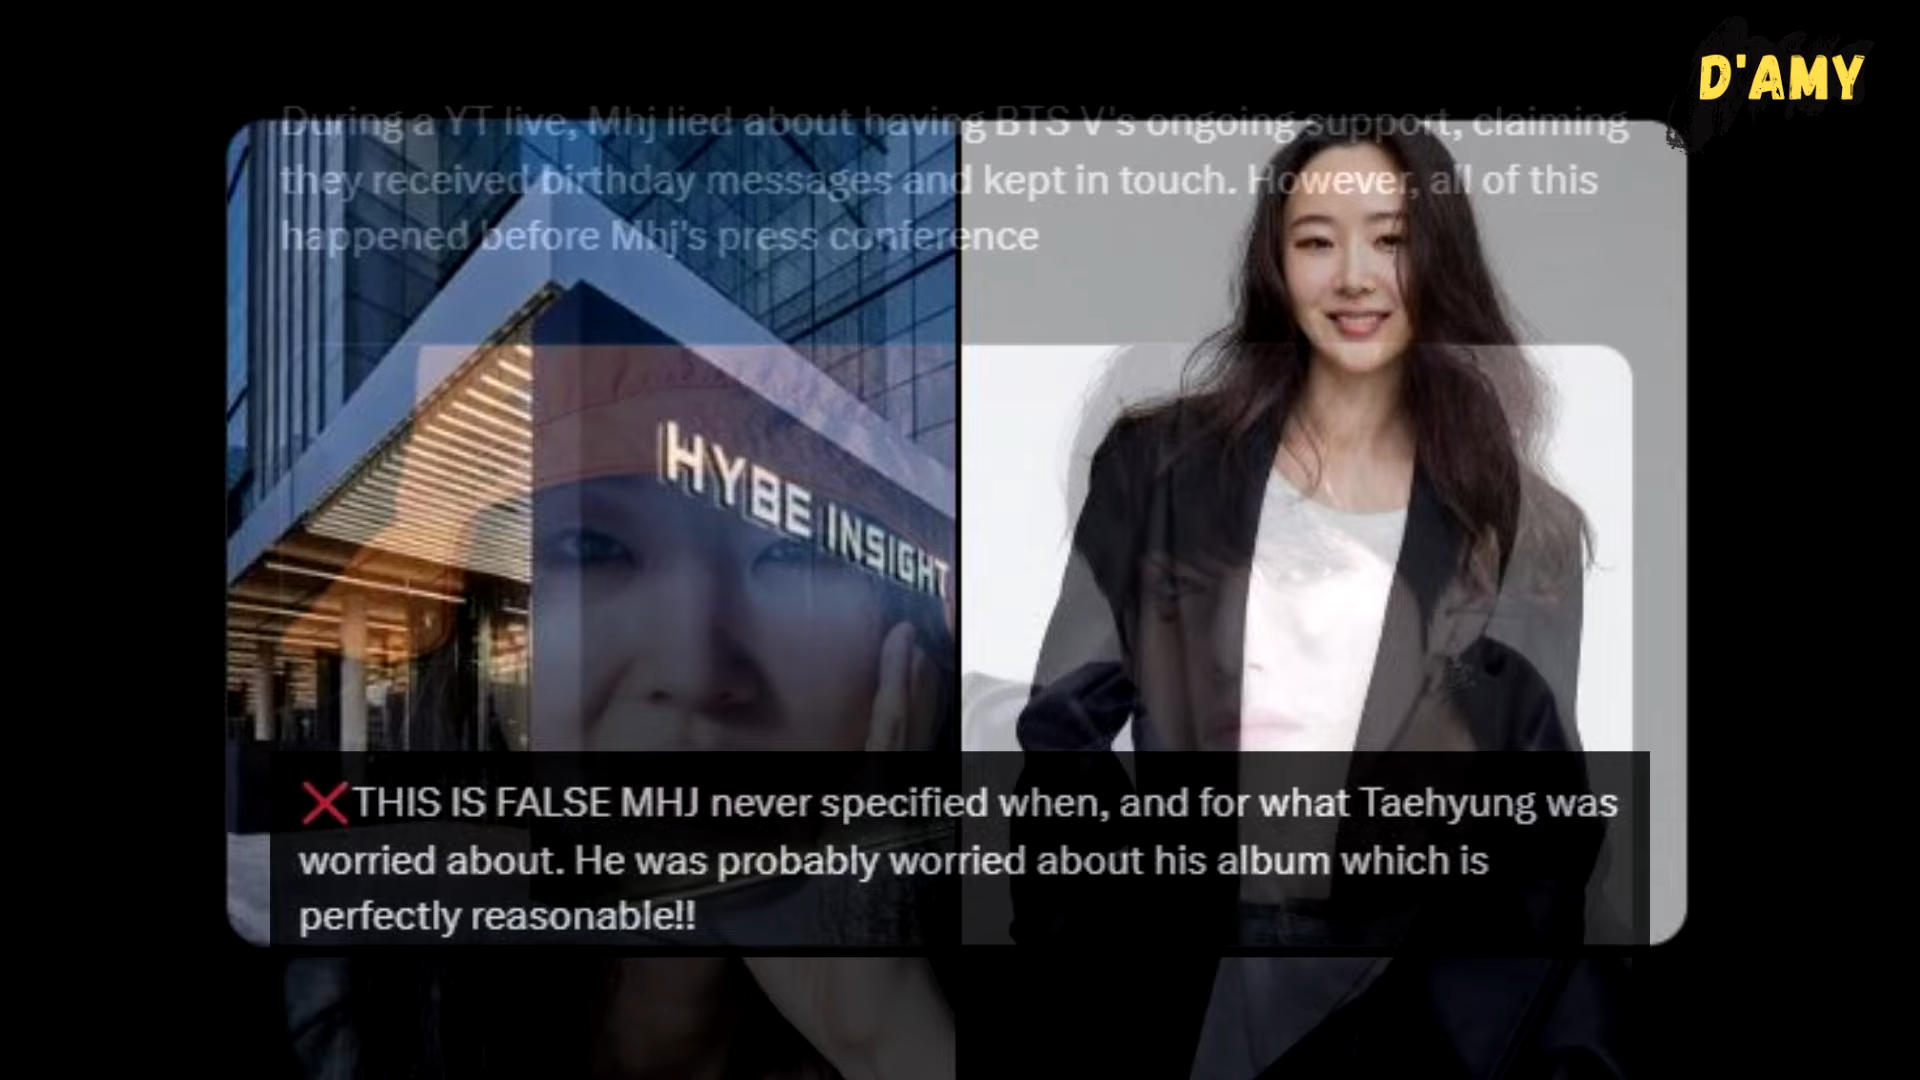 D'AMY
During a YT live, Mhj lied about having BTS V's ongoing support, claiming
they received birthday messages and kept in touch. However, all of this
happened before Mhj's press conference
HYBE INSIGHT
❌THIS IS FALSE MHJ never specified when, and for what Taehyung was
worried about. He was probably worried about his album which is
perfectly reasonable!!